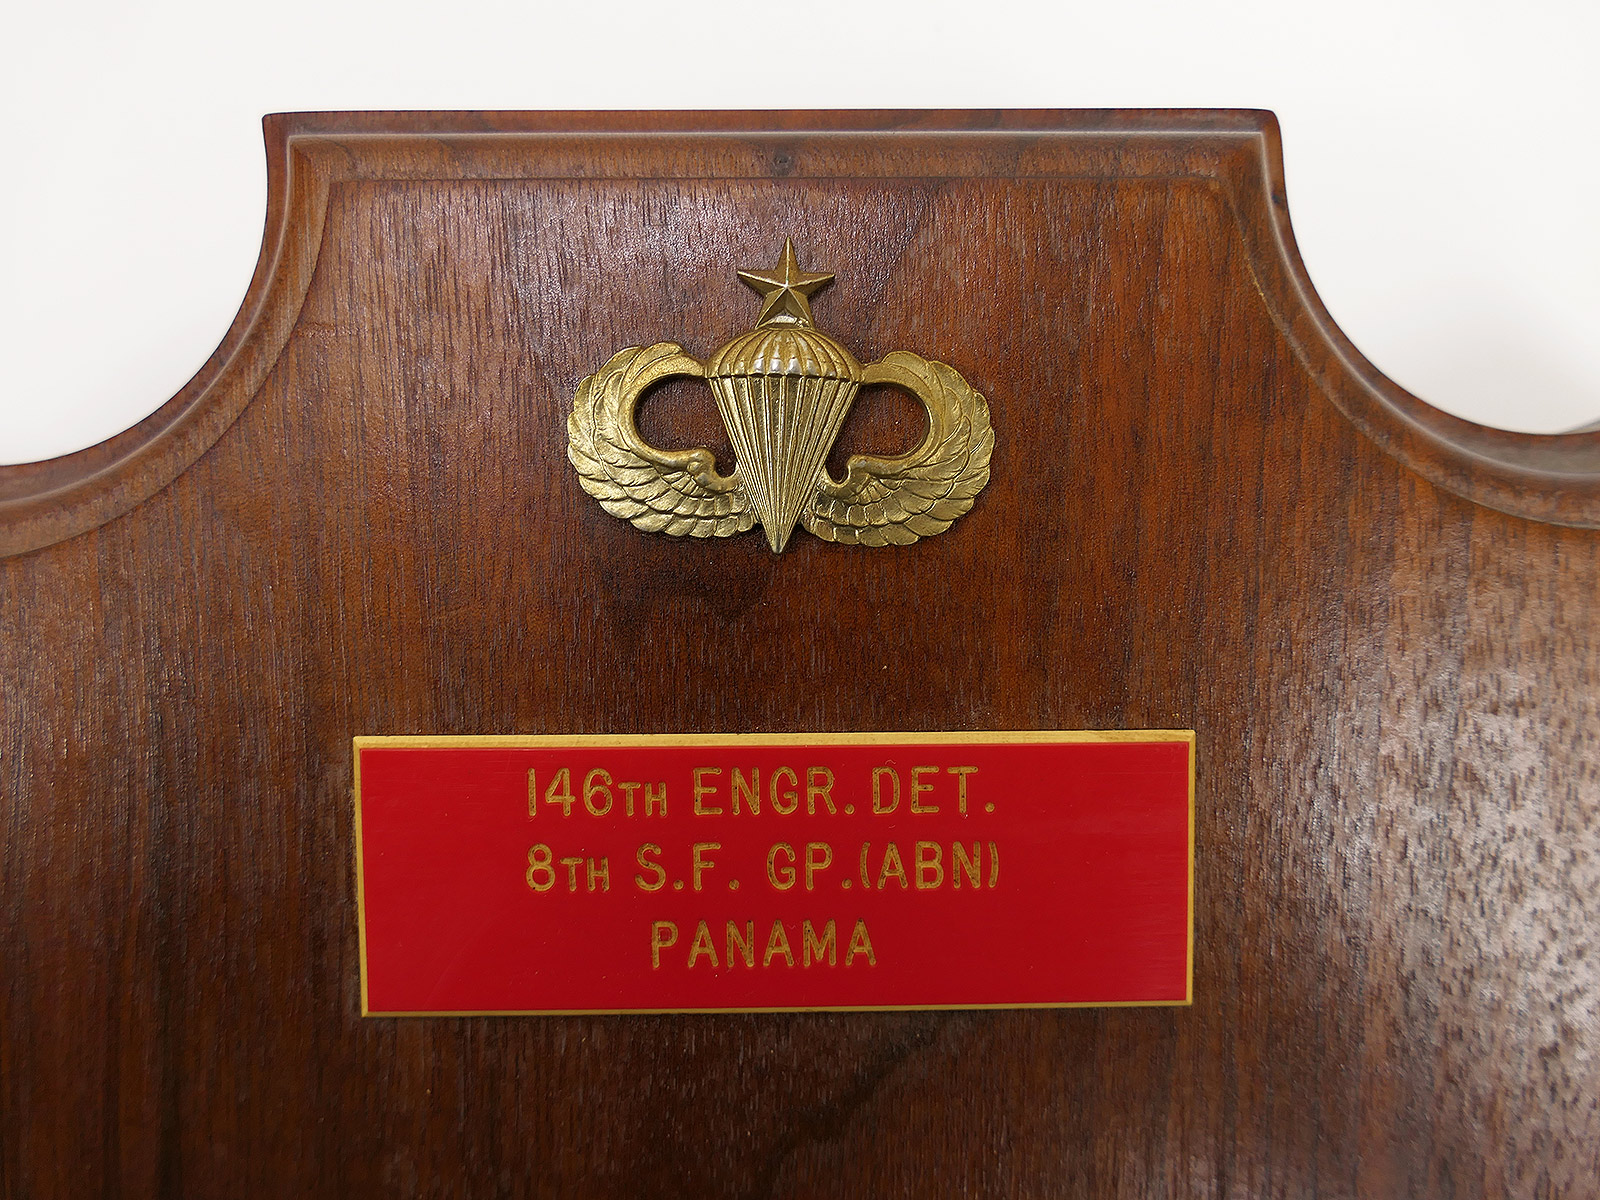 146TH ENGR. DET.
8TH S.F. GP.(ABN)
PANAMA